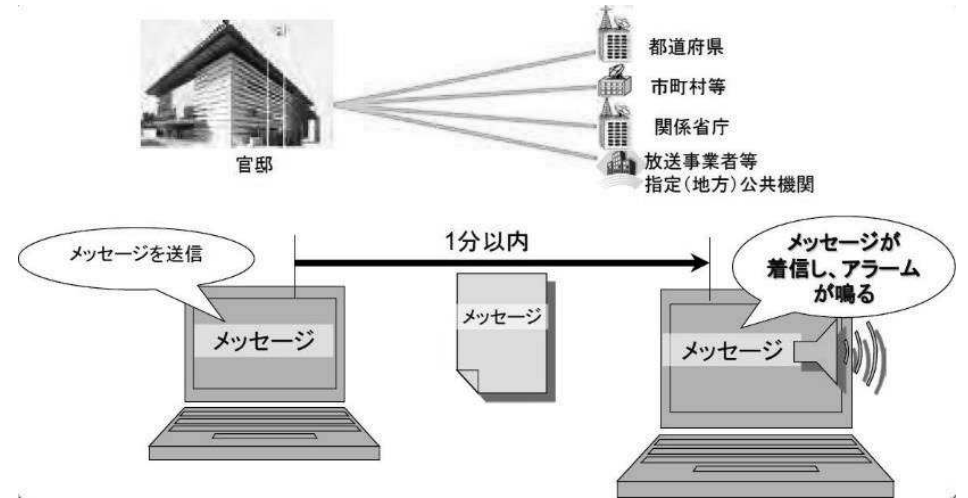 都道府県
市町村等
関係省庁
放送事業者等
指定(地方)公共機関
官邸
1分以内
メッセージを送信
メッセージが
着信し、アラーム
が鳴る
メッセージ
メッセージ
メッセージ